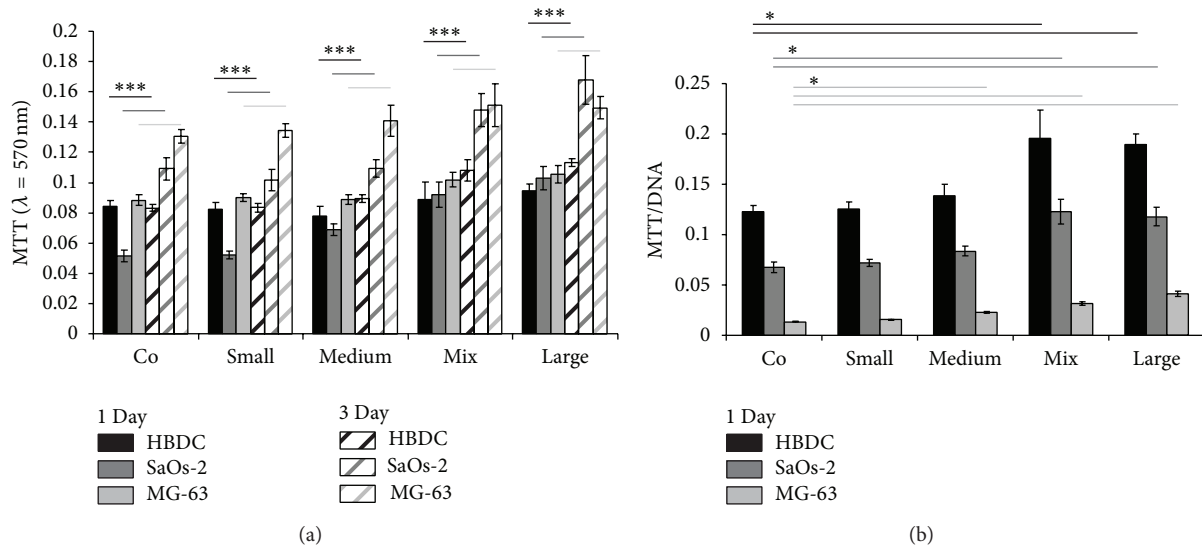 0.2
0.18
0.16
0.14
0.12
0.1
0.08
0.06
0.04
0.02
0
MTT (λ = 570 nm)
***
***
***
***
***
Co Small Medium Mix Large
1 Day
HBDC
SaOs-2
MG-63
3 Day
HBDC
SaOs-2
MG-63
(a)
*
*
*
0.25
0.2
0.15
0.1
0.05
0
MTT/DNA
Co Small Medium Mix Large
1 Day
HBDC
SaOs-2
MG-63
(b)